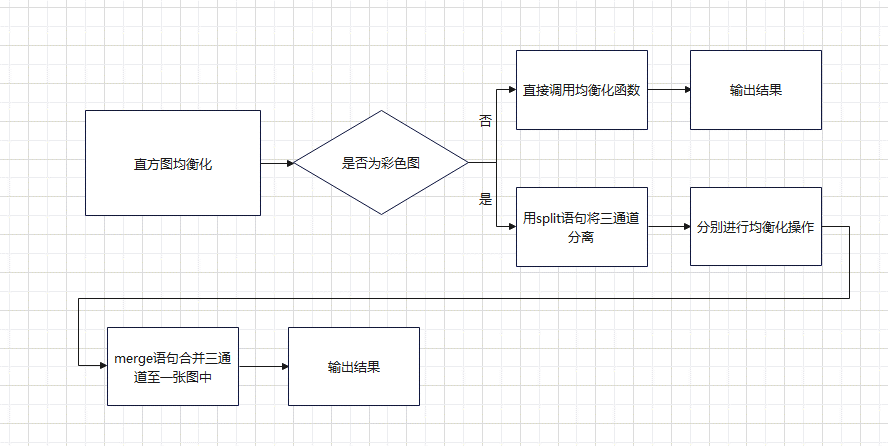 直方图均衡化
是否为彩色图
否
直接调用均衡化函数
输出结果
是
用split语句将三通道
分离
分别进行均衡化操作
merge语句合并三通
道至一张图中
输出结果